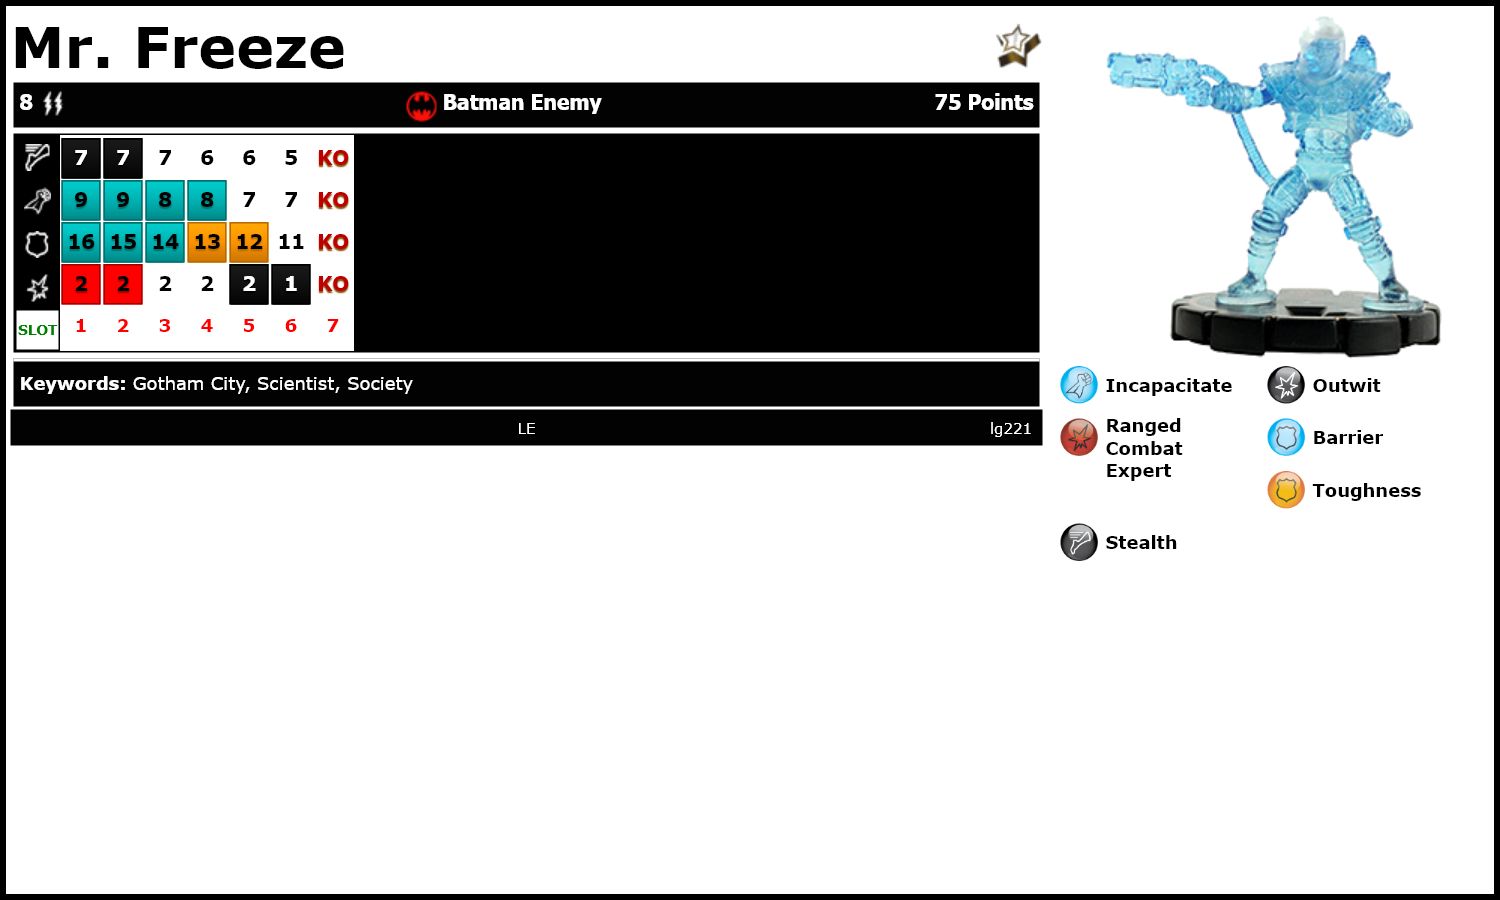 Mr. Freeze
8 Batman Enemy 75 Points
7 7 7 6 6 5 KO
9 9 8 8 7 7 KO
16 15 14 13 12 11 KO
2 2 2 2 2 1 KO
SLOT 1 2 3 4 5 6 7
Keywords: Gotham City, Scientist, Society
LE lg221
Incapacitate
Outwit
Ranged
Combat
Expert
Barrier
Toughness
Stealth